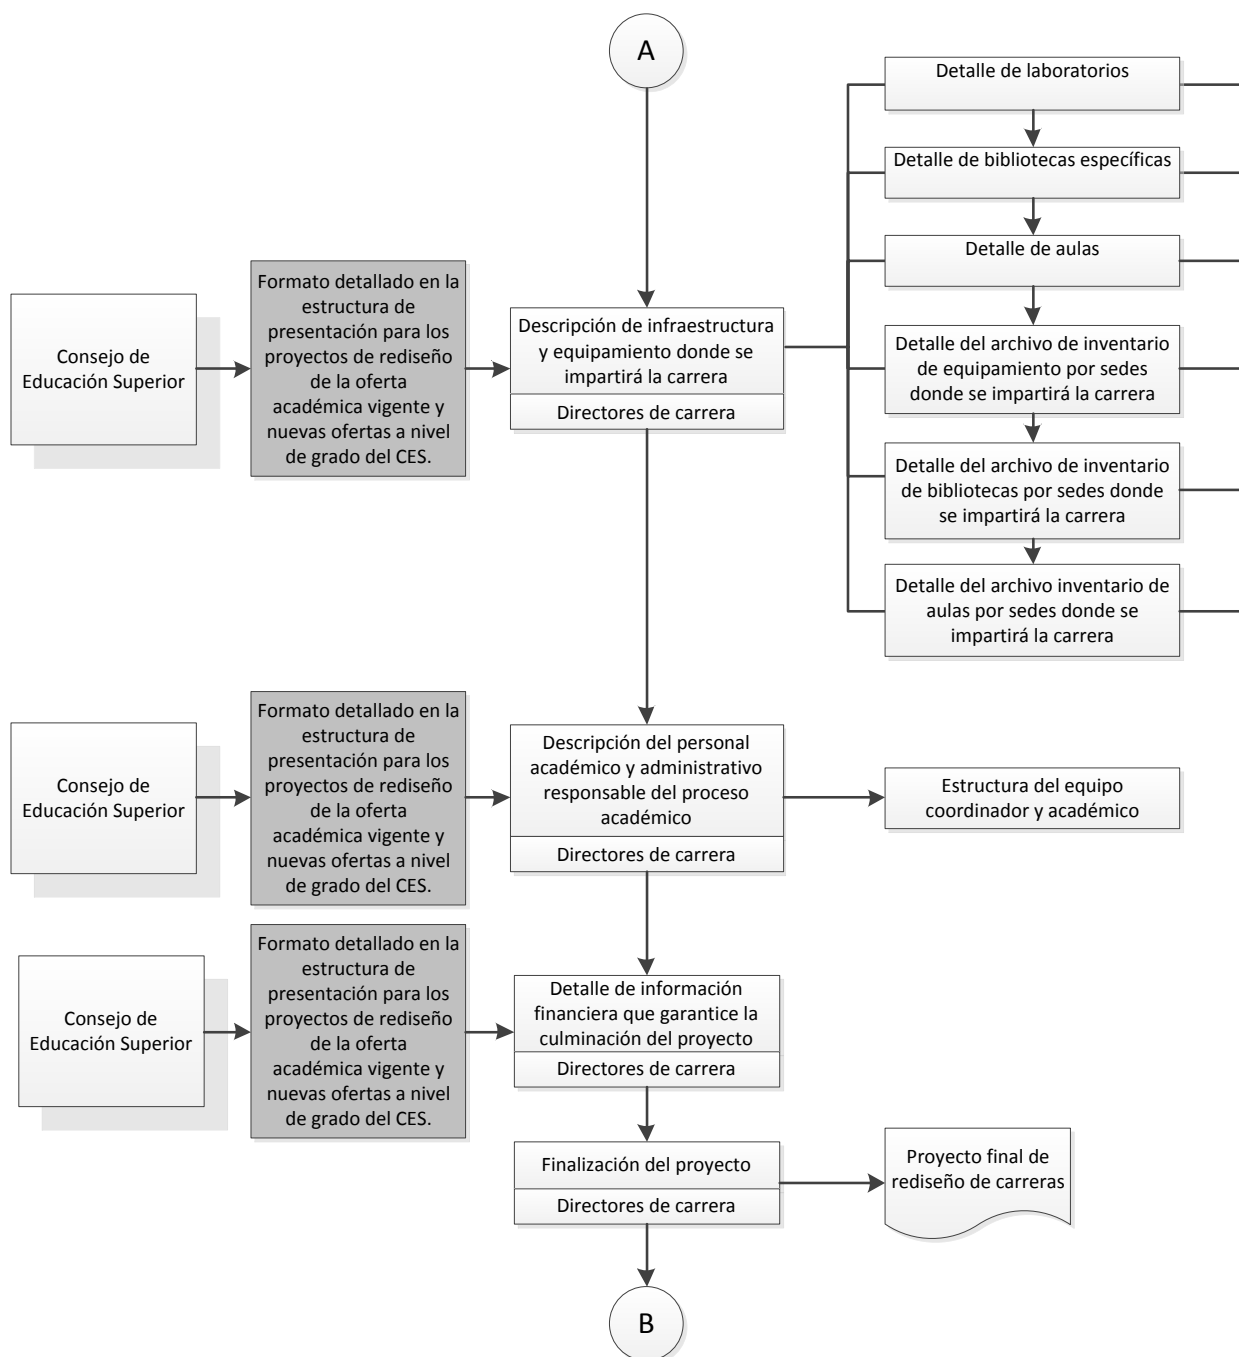 A
Detalle de laboratorios
Detalle de bibliotecas específicas
Detalle de aulas
Consejo de
Educación Superior
Formato detallado en la
estructura de
presentación para los
proyectos de rediseño
de la oferta
académica vigente y
nuevas ofertas a nivel
de grado del CES.
Descripción de infraestructura
y equipamiento donde se
impartirá la carrera
Directores de carrera
Detalle del archivo de inventario
de equipamiento por sedes
donde se impartirá la carrera
Detalle del archivo de inventario
de bibliotecas por sedes donde
se impartirá la carrera
Detalle del archivo inventario de
aulas por sedes donde se
impartirá la carrera
Consejo de
Educación Superior
Formato detallado en la
estructura de
presentación para los
proyectos de rediseño
de la oferta
académica vigente y
nuevas ofertas a nivel
de grado del CES.
Descripción del personal
académico y administrativo
responsable del proceso
académico
Directores de carrera
Estructura del equipo
coordinador y académico
Consejo de
Educación Superior
Formato detallado en la
estructura de
presentación para los
proyectos de rediseño
de la oferta
académica vigente y
nuevas ofertas a nivel
de grado del CES.
Detalle de información
financiera que garantice la
culminación del proyecto
Directores de carrera
Finalización del proyecto
Directores de carrera
Proyecto final de
rediseño de carreras
B